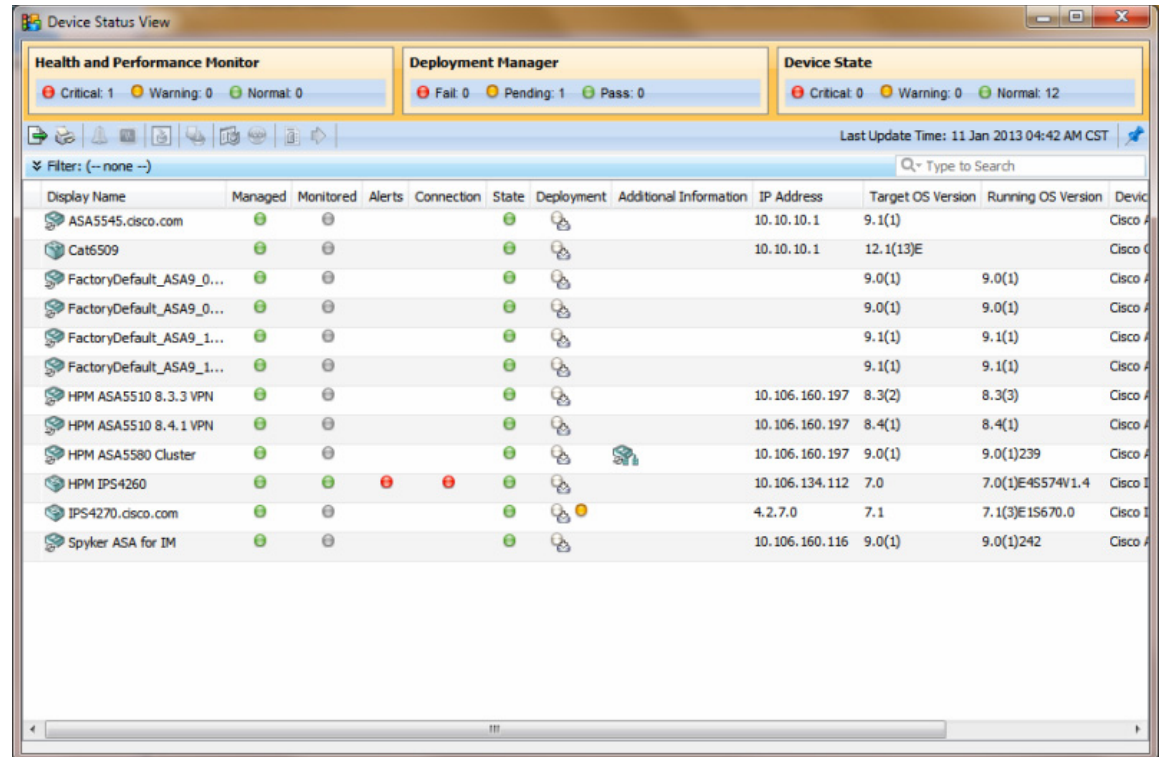 Device Status View
Health and Performance Monitor Deployment Manager Device State
Critical: 1 Warning: 0 Normal: 0 Fail: 0 Pending: 1 Pass: 0 Critical: 0 Warning: 0 Normal: 12
Last Update Time: 11 Jan 2013 04:42 AM CST
Filter: (-- none --) Type to Search
Display Name Managed Monitored Alerts Connection State Deployment Additional Information IP Address Target OS Version Running OS Version Devic
ASA5545.cisco.com 10.10.10.1 9.1(1) Cisco A
Cat6509 10.10.10.1 12.1(13)E Cisco C
FactoryDefault_ASA9_0... 9.0(1) 9.0(1) Cisco A
FactoryDefault_ASA9_0... 9.0(1) 9.0(1) Cisco A
FactoryDefault_ASA9_1... 9.1(1) 9.1(1) Cisco A
FactoryDefault_ASA9_1... 9.1(1) 9.1(1) Cisco A
HPM ASA5510 8.3.3 VPN 10.106.160.197 8.3(2) 8.3(3) Cisco A
HPM ASA5510 8.4.1 VPN 10.106.160.197 8.4(1) 8.4(1) Cisco A
HPM ASA5580 Cluster 10.106.160.197 9.0(1) 9.0(1)239 Cisco A
HPM IPS4260 10.106.134.112 7.0 7.0(1)E4S574V1.4 Cisco I
IPS4270.cisco.com 4.2.7.0 7.1 7.1(3)E1S670.0 Cisco I
Spyker ASA for IM 10.106.160.116 9.0(1) 9.0(1)242 Cisco A